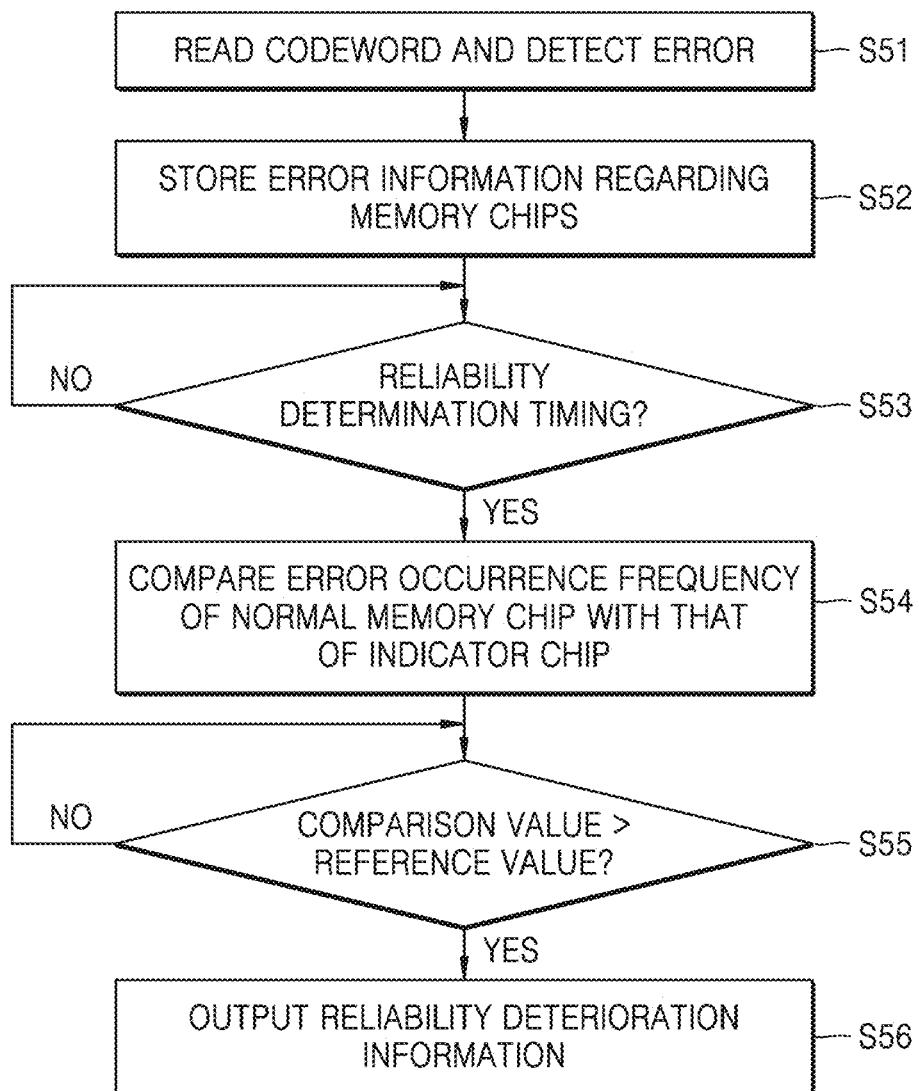 READ CODEWORD AND DETECT ERROR
S51
STORE ERROR INFORMATION REGARDING
MEMORY CHIPS
S52
RELIABILITY
DETERMINATION TIMING?
NO
S53
YES
COMPARE ERROR OCCURRENCE FREQUENCY
OF NORMAL MEMORY CHIP WITH THAT
OF INDICATOR CHIP
S54
COMPARISON VALUE >
REFERENCE VALUE?
NO
S55
YES
OUTPUT RELIABILITY DETERIORATION
INFORMATION
S56